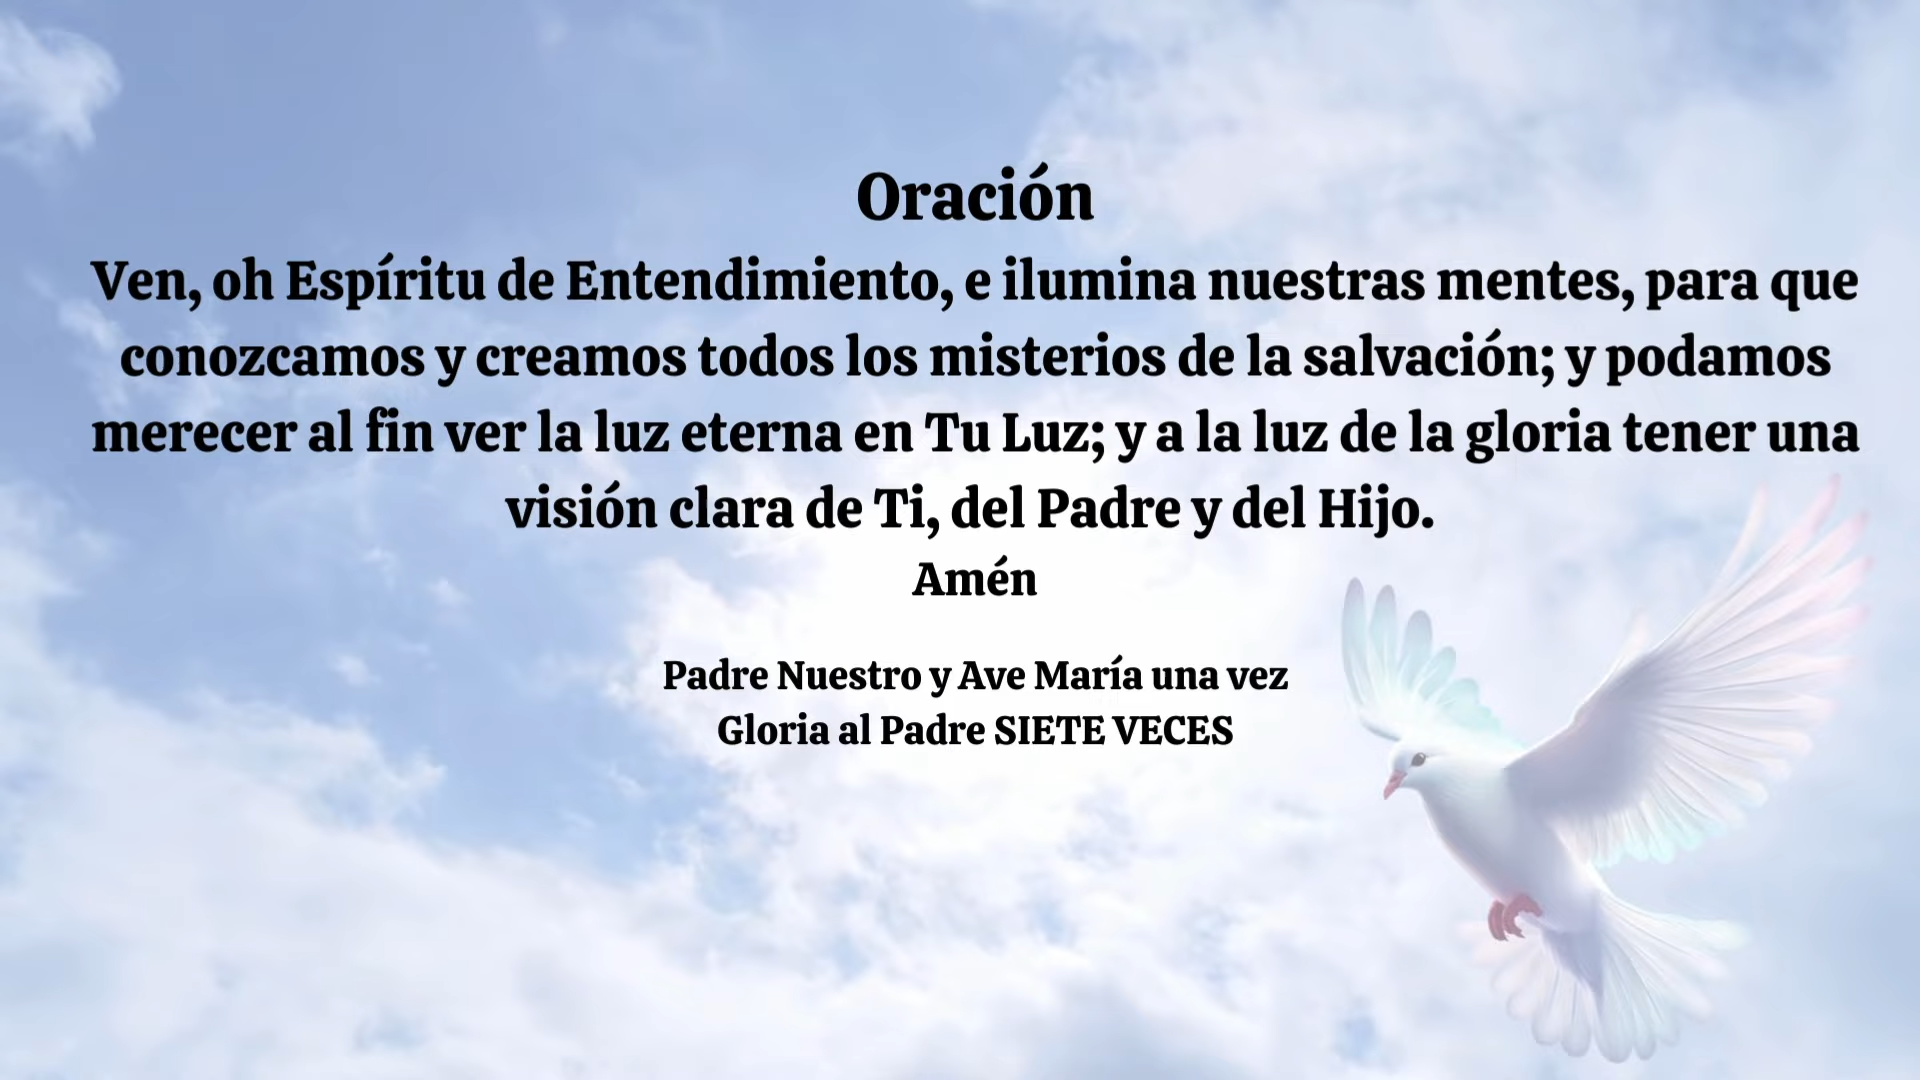 Oración
Ven, oh Espíritu de Entendimiento, e ilumina nuestras mentes, para que
conozcamos y creamos todos los misterios de la salvación; y podamos
merecer al fin ver la luz eterna en Tu Luz; y a la luz de la gloria tener una
visión clara de Ti, del Padre y del Hijo.
Amén
Padre Nuestro y Ave María una vez
Gloria al Padre SIETE VECES